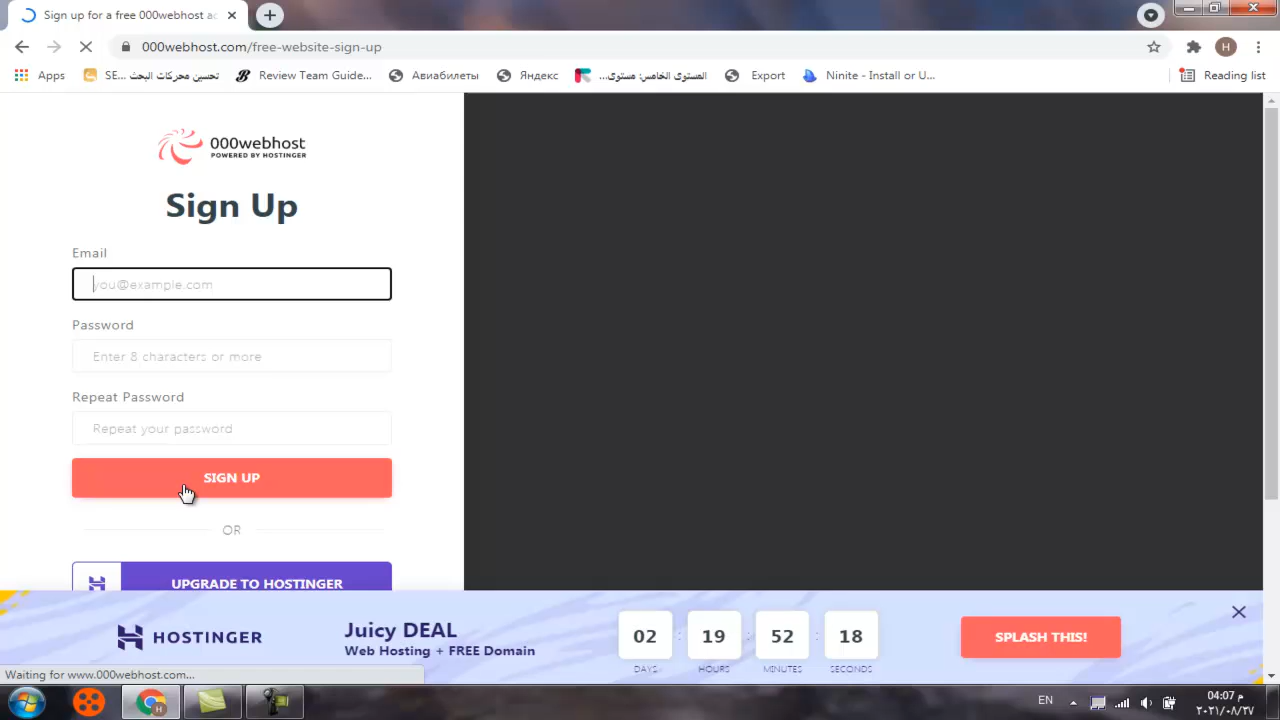 Sign up for a free 000webhost ac
000webhost.com/free-website-sign-up
Apps
SE... تحسين محركات البحث
Review Team Guide...
Авиабилеты
Яндекс
المستوى الخامس: مستوى...
Export
Ninite - Install or U...
Reading list
000webhost
POWERED BY HOSTINGER
Sign Up
Email
you@example.com
Password
Enter 8 characters or more
Repeat Password
Repeat your password
SIGN UP
OR
UPGRADE TO HOSTINGER
HOSTINGER
Juicy DEAL
Web Hosting + FREE Domain
02 : 19 : 52 : 18
DAYS HOURS MINUTES SECONDS
SPLASH THIS!
Waiting for www.000webhost.com...
EN
04:07 م
٢٠٢١/٠٨/٢٧
H
H